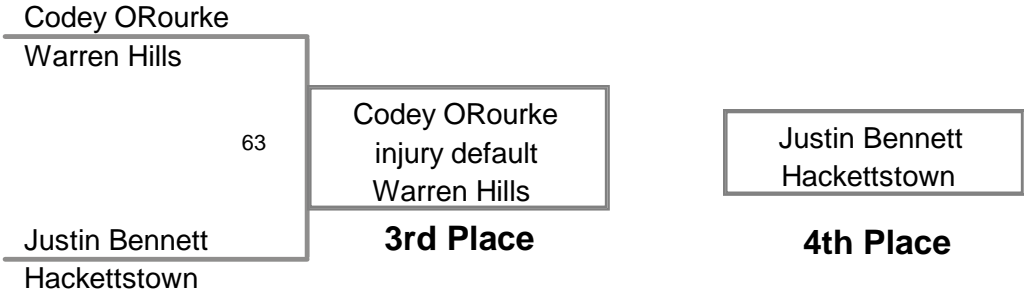 Codey ORourke
Warren Hills
63
Codey ORourke
injury default
Warren Hills
3rd Place
Justin Bennett
Hackettstown
Justin Bennett
Hackettstown
4th Place